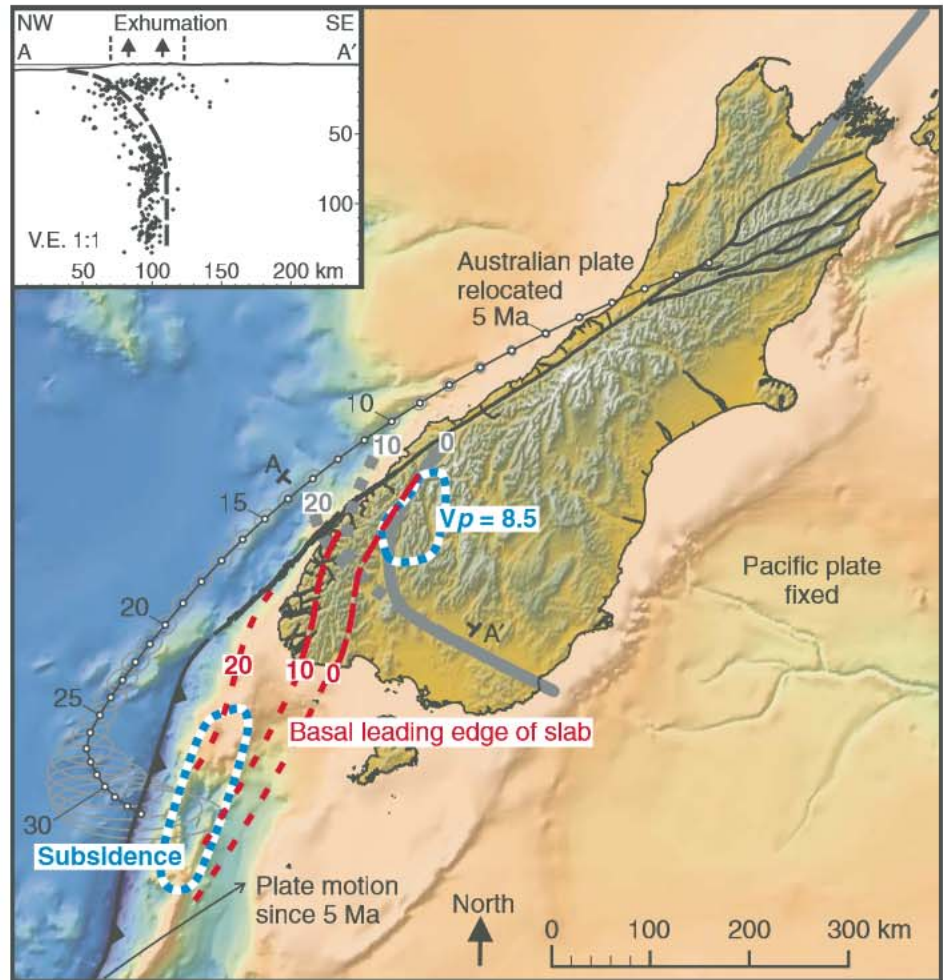 NW Exhumation SE
A A′
50
100
V.E. 1:1
50 100 150 200 km
Australian plate
relocated
5 Ma
10
10
0
A
20
15
Vp = 8.5
Pacific plate
fixed
20
A′
20
10
0
25
Basal leading edge of slab
30
Subsidence
Plate motion
since 5 Ma
North
0 100 200 300 km